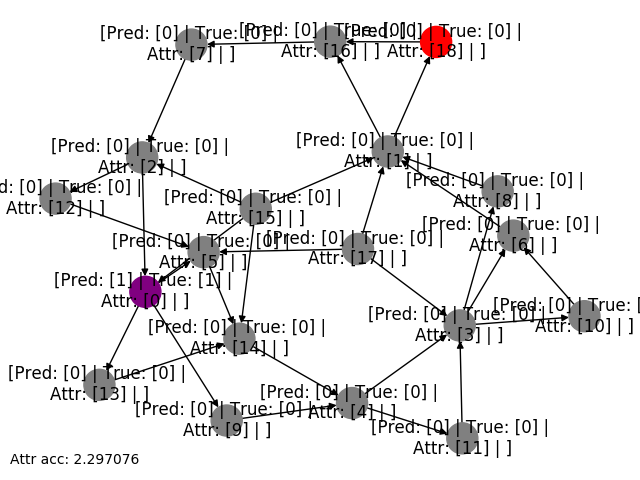 [Pred: [0] | True: [0] |
Attr: [7] | ]
[Pred: [0] | True: [0] |
Attr: [16] | ]
[Pred: [0] | True: [0] |
Attr: [18] | ]
[Pred: [0] | True: [0] |
Attr: [2] | ]
[Pred: [0] | True: [0] |
Attr: [1] | ]
d: [0] | True: [0] |
Attr: [12] | ]
[Pred: [0] | True: [0] |
Attr: [15] | ]
[Pred: [0] | True: [0] |
Attr: [8] | ]
[Pred: [0] | True: [0] |
Attr: [5] | ]
[Pred: [0] | True: [0] |
Attr: [17] | ]
[Pred: [0] | True: [0] |
Attr: [6] | ]
[Pred: [1] | True: [1] |
Attr: [0] | ]
[Pred: [0] | True: [0] |
Attr: [14] | ]
[Pred: [0] | True: [0] |
Attr: [3] | ]
[Pred: [0] | True: [
Attr: [10] | ]
[Pred: [0] | True: [0] |
Attr: [13] | ]
[Pred: [0] | True: [0] |
Attr: [9] | ]
[Pred: [0] | True: [0] |
Attr: [4] | ]
[Pred: [0] | True: [0] |
Attr: [11] | ]
Attr acc: 2.297076